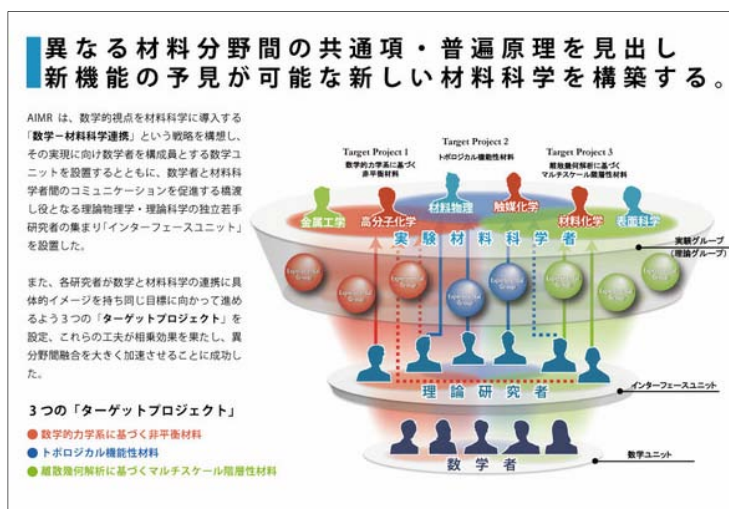 異なる材料分野間の共通項・普遍原理を見出し
新機能の予見が可能な新しい材料科学を構築する。
AIMR は、数学的視点を材料科学に導入する
「数学ー材料科学連携」という戦略を構想し、
その実現に向け数学者を構成員とする数学ユ
ニットを設置するとともに、数学者と材料科
学者間のコミュニケーションを促進する橋渡
し役となる理論物理学・理論科学の独立若手
研究者の集まり「インターフェースユニット」
を設置した。
また、各研究者が数学と材料科学の連携に具
体的イメージを持ち同じ目標に向かって進め
るよう３つの「ターゲットプロジェクト」を
設定、これらの工夫が相乗効果を果たし、異
分野間融合を大きく加速させることに成功し
た。
３つの「ターゲットプロジェクト」
数学的力学系に基づく非平衡材料
トポロジカル機能性材料
離散幾何解析に基づくマルチスケール階層性材料
Target Project 1
数学的力学系に基づく
非平衡材料
Target Project 2
トポロジカル機能性材料
Target Project 3
離散幾何解析に基づく
マルチスケール階層性材料
金属工学
高分子化学
材料物理
触媒化学
材料化学
表面科学
実験材料科学者
実験グループ
(理論グループ)
Experimental Group
Experimental Group
Experimental Group
Experimental Group
Experimental Group
Experimental Group
Experimental Group
Experimental Group
理論研究者
インターフェースユニット
数学者
数学ユニット